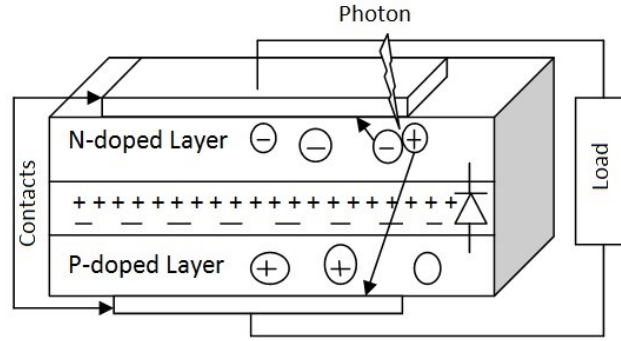 Photon
N-doped Layer
− − − +
Contacts
Load
+ + + + + + + + + + + + + + + + + +
− − − − − − − −
P-doped Layer
+ +